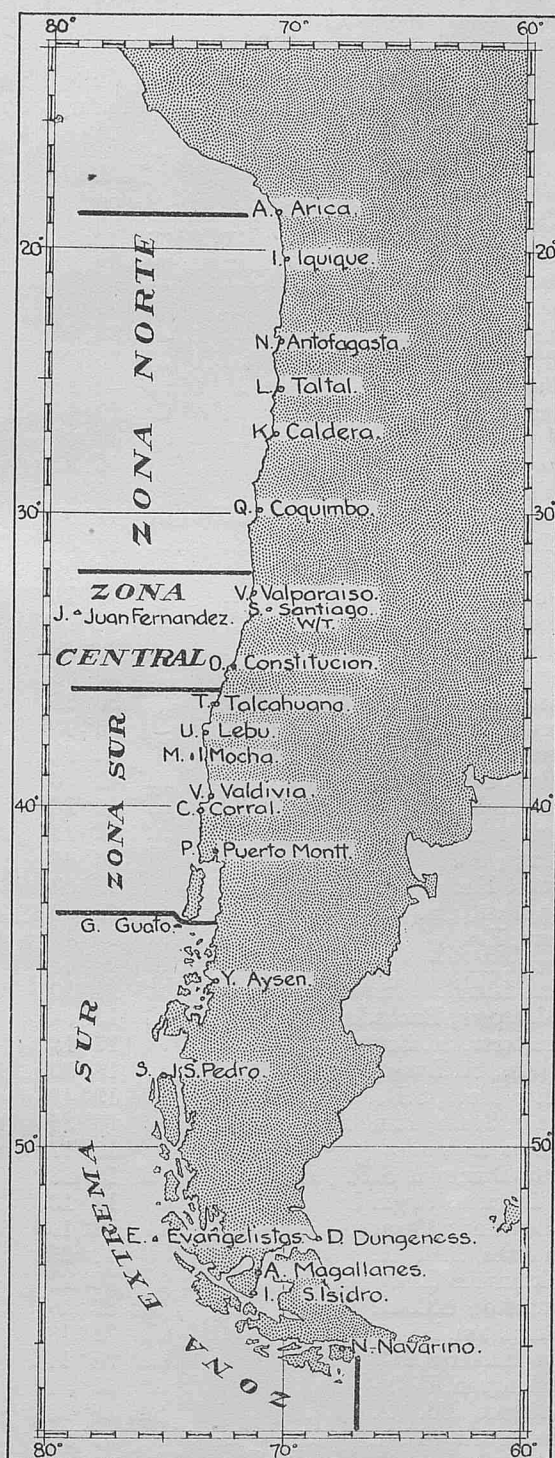 80° 70° 60°
A. Arica.
20° 20°
I. Iquique.
ZONA NORTE
N. Antofagasta.
L. Taltal.
K. Caldera.
30° Q. Coquimbo. 30°
ZONA
V. Valparaiso.
J. Juan Fernandez. S. Santiago.
W/T.
CENTRAL O. Constitucion.
T. Talcahuana.
U. Lebu.
M. I. Mocha.
ZONA SUR
V. Valdivia.
40° C. Corral. 40°
P. Puerto Montt.
G. Guafo.
Y. Aysen.
S. I. S. Pedro.
50° 50°
E. Evangelistas D. Dungeness.
A. Magallanes.
I. S. Isidro.
ZONA EXTREMA SUR
N. Navarino.
80° 70° 60°